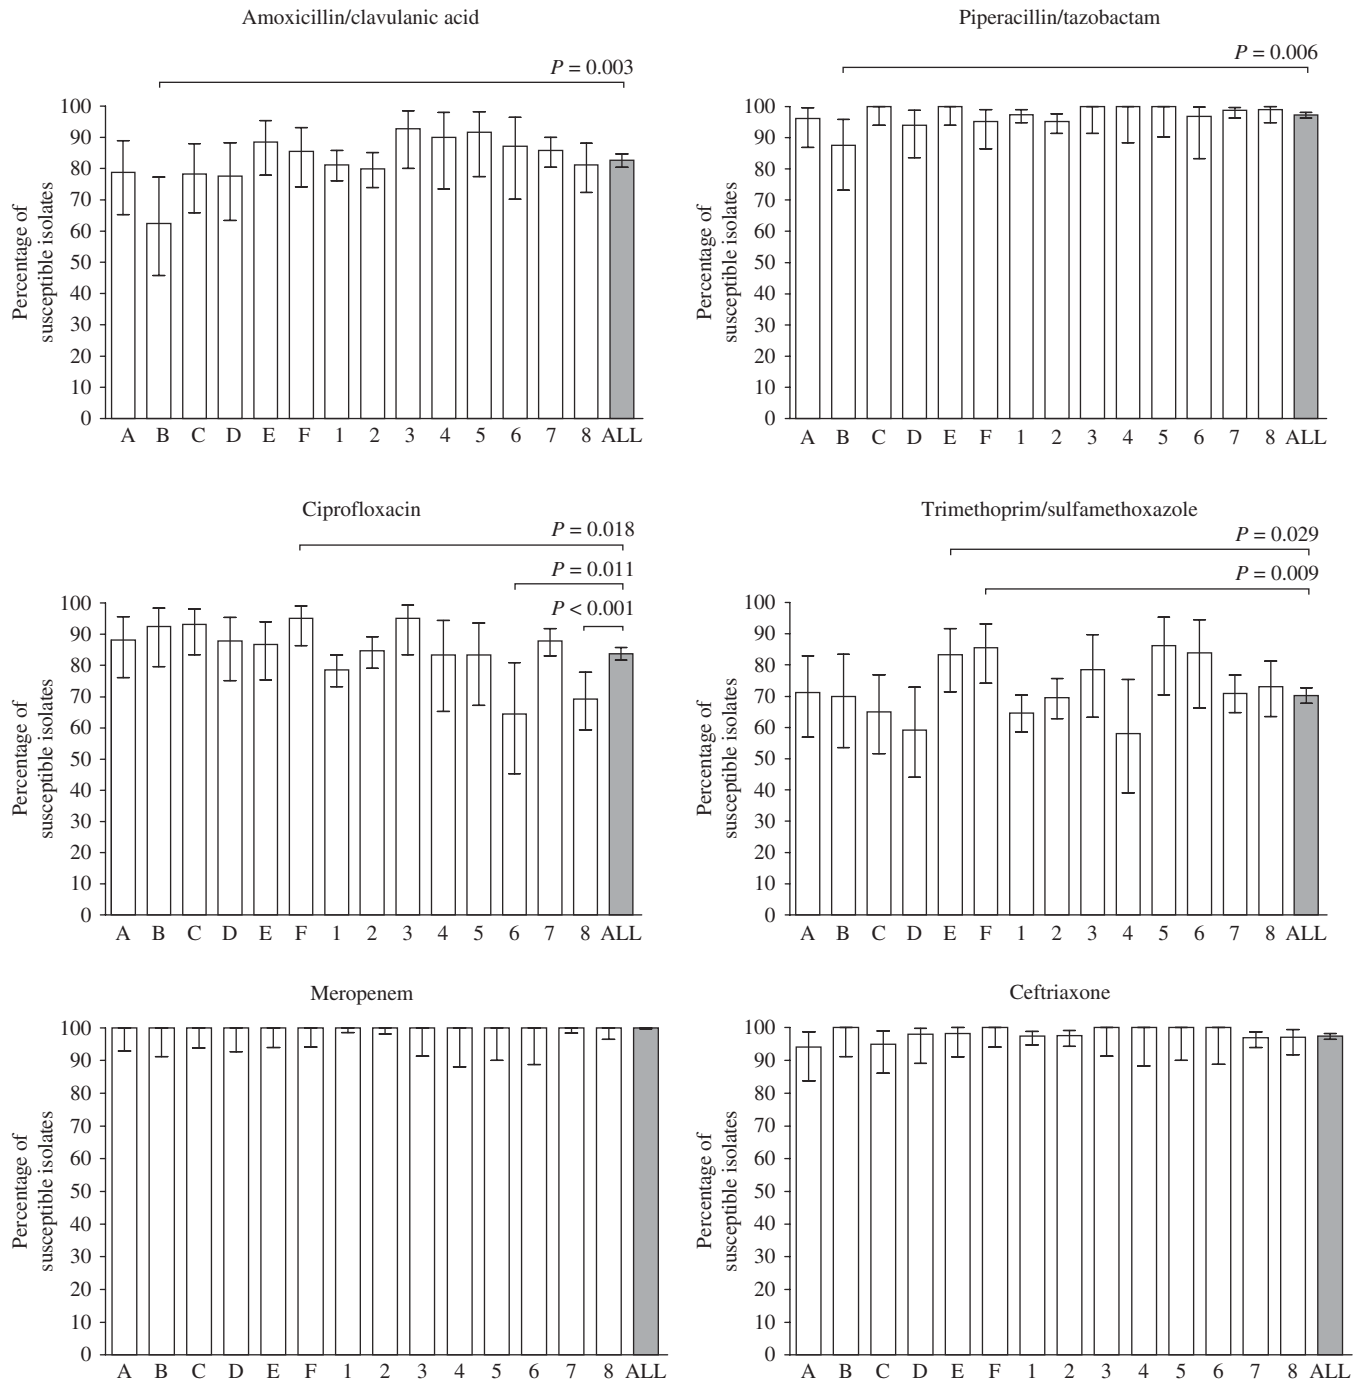 Amoxicillin/clavulanic acid
P = 0.003
Percentage of
susceptible isolates
100
90
80
70
60
50
40
30
20
10
0
A B C D E F 1 2 3 4 5 6 7 8 ALL
Piperacillin/tazobactam
P = 0.006
Percentage of
susceptible isolates
100
90
80
70
60
50
40
30
20
10
0
A B C D E F 1 2 3 4 5 6 7 8 ALL
Ciprofloxacin
P = 0.018
P = 0.011
P < 0.001
Percentage of
susceptible isolates
100
90
80
70
60
50
40
30
20
10
0
A B C D E F 1 2 3 4 5 6 7 8 ALL
Trimethoprim/sulfamethoxazole
P = 0.029
P = 0.009
Percentage of
susceptible isolates
100
90
80
70
60
50
40
30
20
10
0
A B C D E F 1 2 3 4 5 6 7 8 ALL
Meropenem
Percentage of
susceptible isolates
100
90
80
70
60
50
40
30
20
10
0
A B C D E F 1 2 3 4 5 6 7 8 ALL
Ceftriaxone
Percentage of
susceptible isolates
100
90
80
70
60
50
40
30
20
10
0
A B C D E F 1 2 3 4 5 6 7 8 ALL